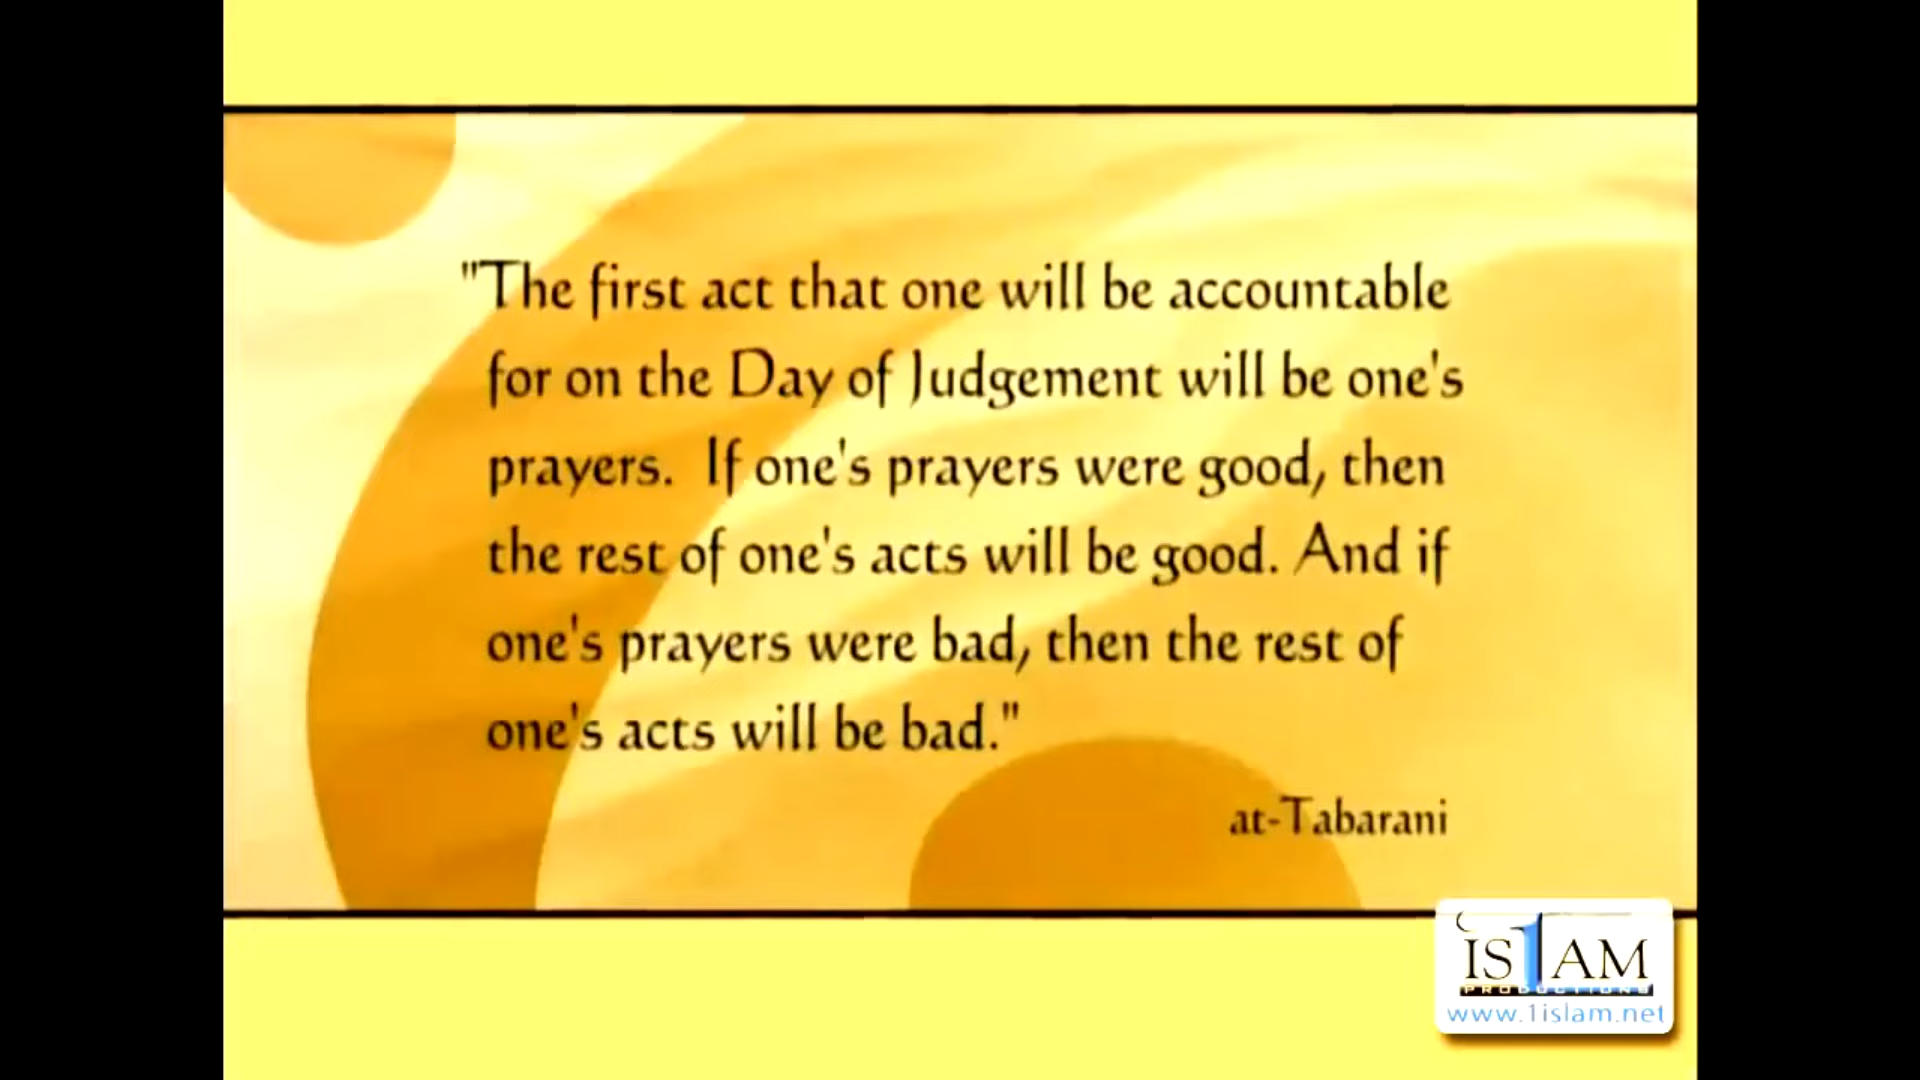 "The first act that one will be accountable
for on the Day of Judgement will be one's
prayers.  If one's prayers were good, then
the rest of one's acts will be good. And if
one's prayers were bad, then the rest of
one's acts will be bad."
at-Tabarani
IS1AM
PRODUCTIONS
www.1islam.net